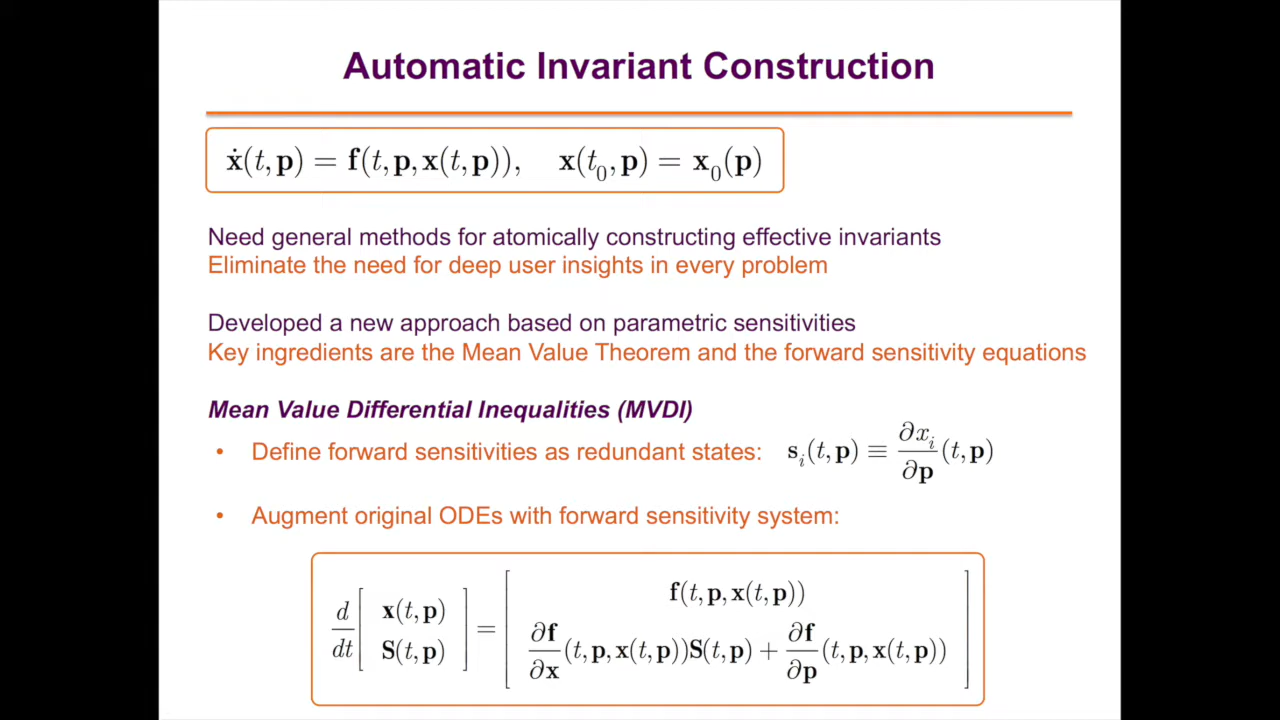 Automatic Invariant Construction
ẋ(t,p) = f(t,p,x(t,p)), x(t₀,p) = x₀(p)
Need general methods for atomically constructing effective invariants
Eliminate the need for deep user insights in every problem
Developed a new approach based on parametric sensitivities
Key ingredients are the Mean Value Theorem and the forward sensitivity equations
Mean Value Differential Inequalities (MVDI)
• Define forward sensitivities as redundant states: sᵢ(t,p) ≡ ∂xᵢ/∂p (t,p)
• Augment original ODEs with forward sensitivity system:
d/dt [ x(t,p) S(t,p) ] = [ f(t,p,x(t,p)) ∂f/∂x (t,p,x(t,p))S(t,p) + ∂f/∂p (t,p,x(t,p)) ]